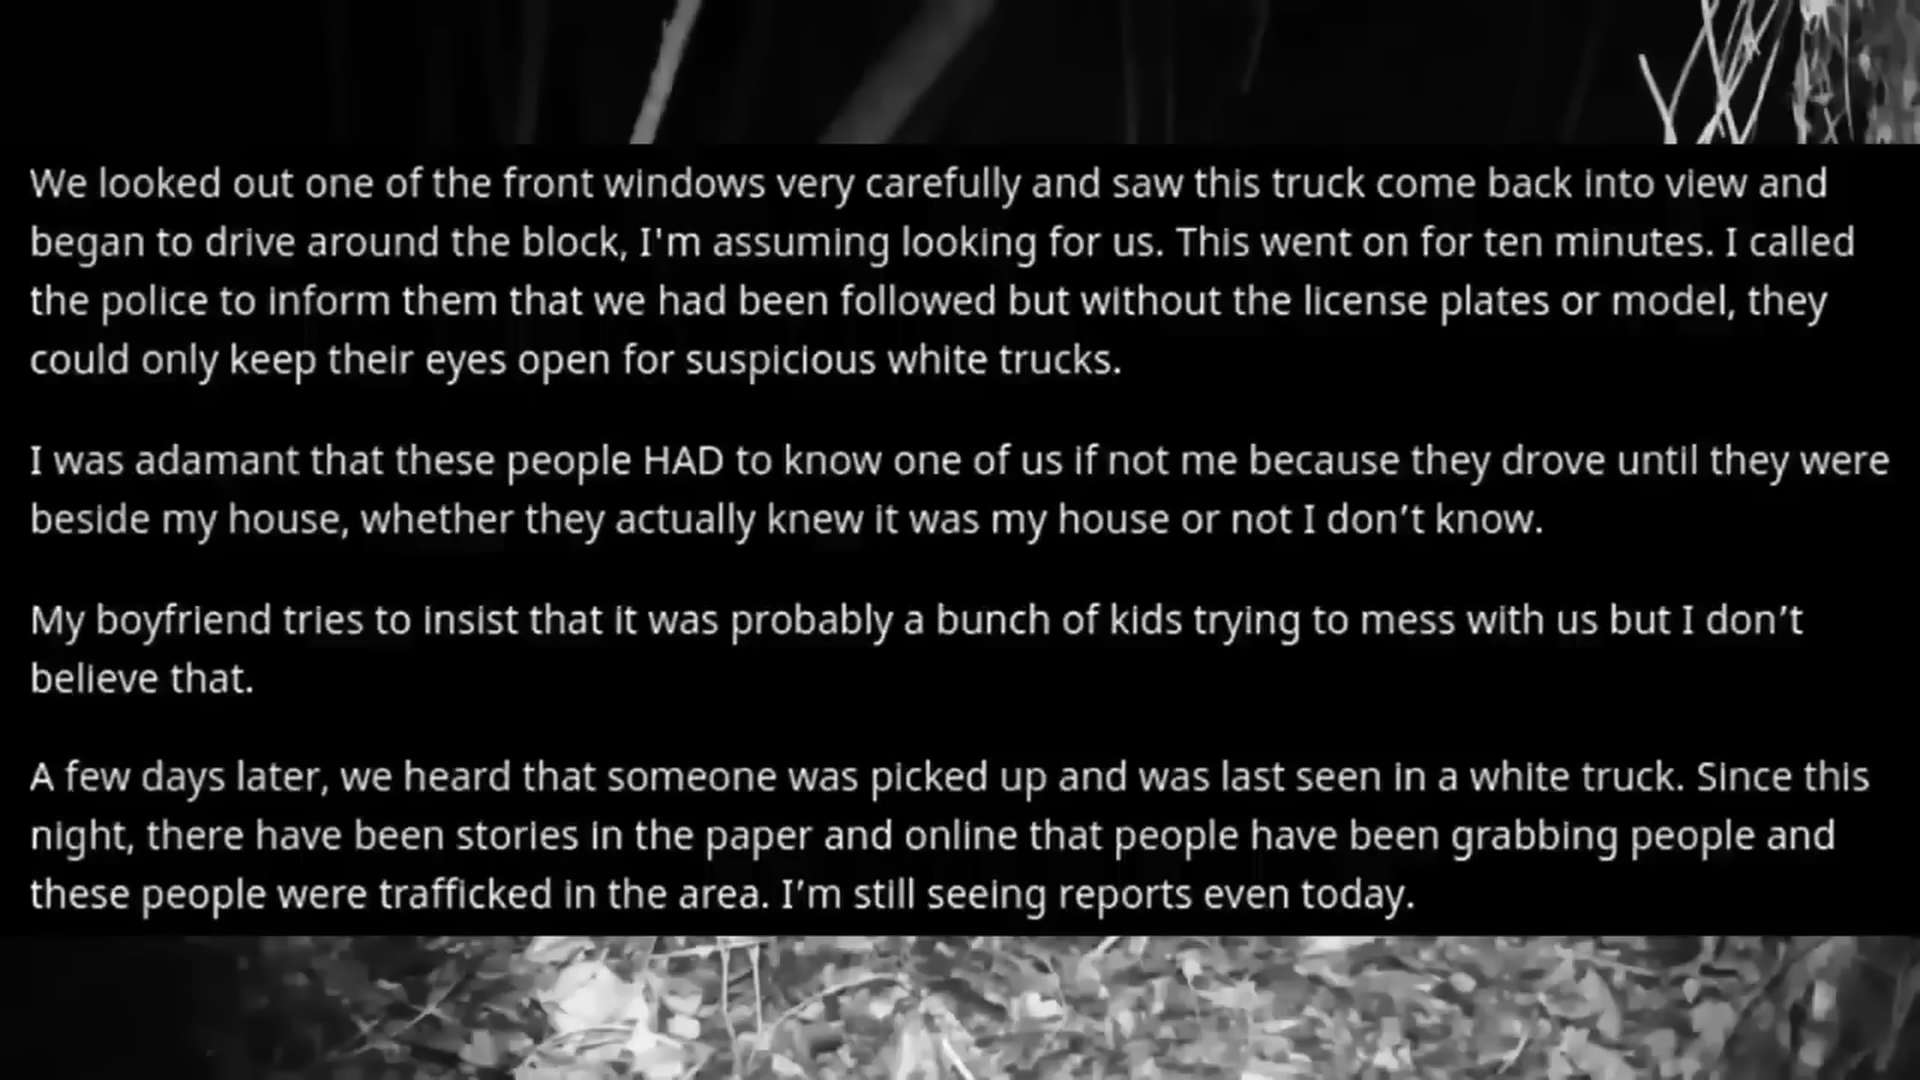 We looked out one of the front windows very carefully and saw this truck come back into view and
began to drive around the block, I'm assuming looking for us. This went on for ten minutes. I called
the police to inform them that we had been followed but without the license plates or model, they
could only keep their eyes open for suspicious white trucks.
I was adamant that these people HAD to know one of us if not me because they drove until they were
beside my house, whether they actually knew it was my house or not I don’t know.
My boyfriend tries to insist that it was probably a bunch of kids trying to mess with us but I don’t
believe that.
A few days later, we heard that someone was picked up and was last seen in a white truck. Since this
night, there have been stories in the paper and online that people have been grabbing people and
these people were trafficked in the area. I’m still seeing reports even today.